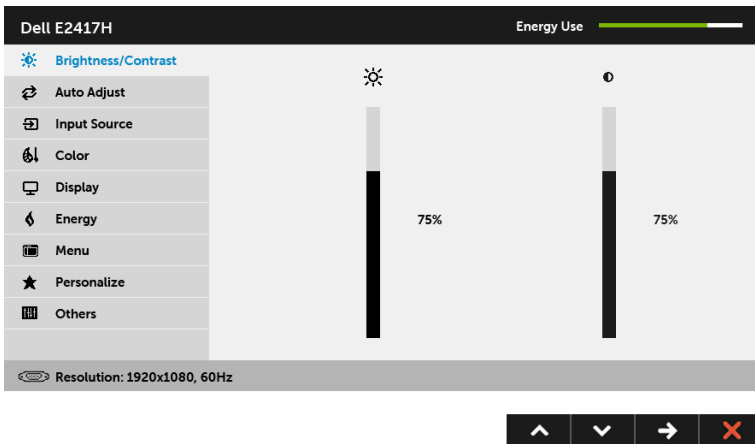 Dell E2417H
Energy Use
Brightness/Contrast
Auto Adjust
Input Source
Color
Display
Energy
75%
75%
Menu
Personalize
Others
Resolution: 1920x1080, 60Hz